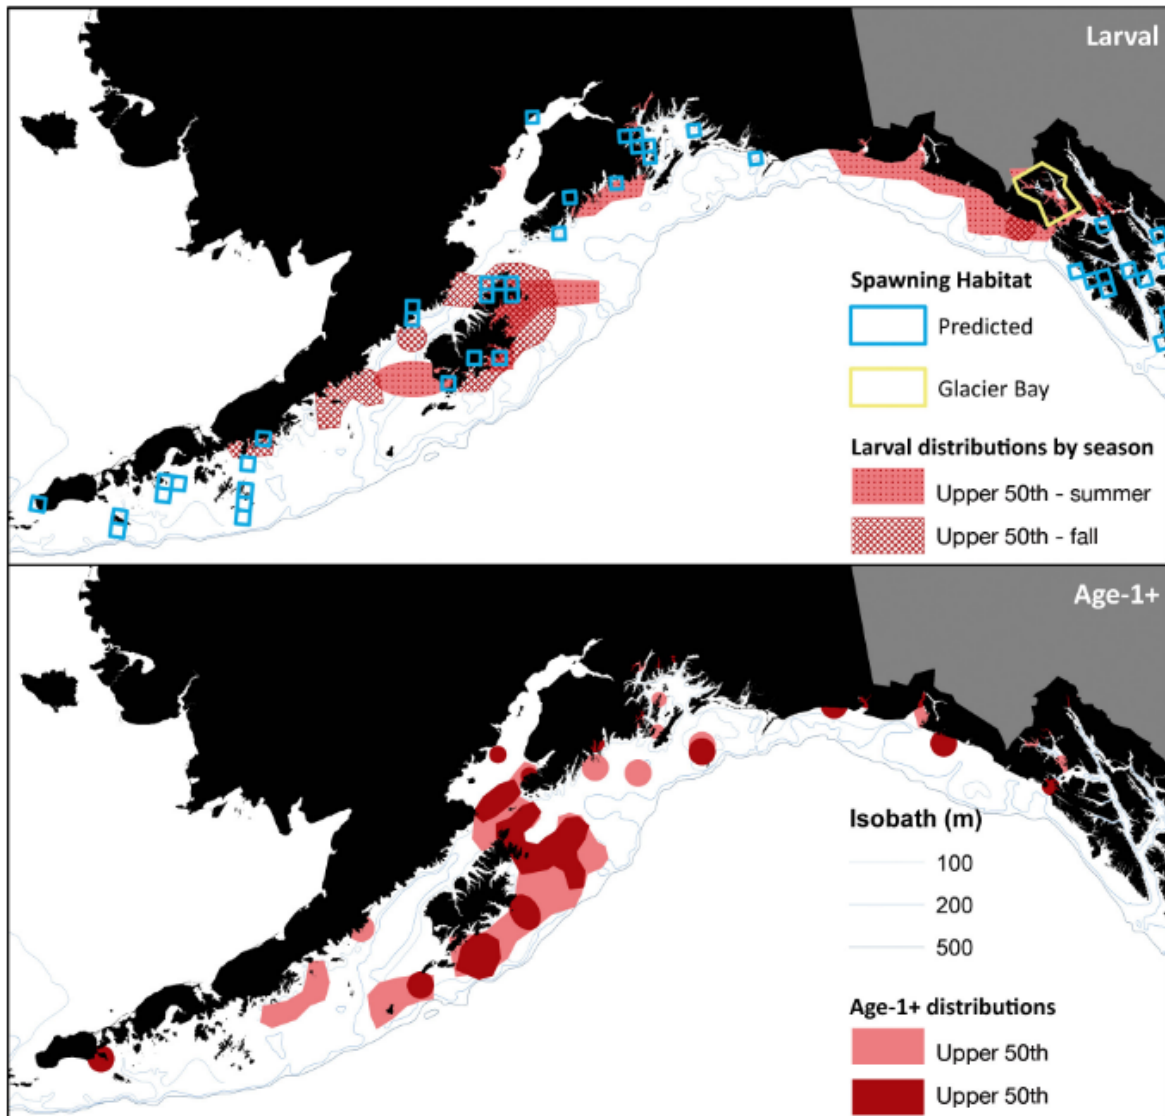 Larval
Spawning Habitat
Predicted
Glacier Bay
Larval distributions by season
Upper 50th - summer
Upper 50th - fall
Age-1+
Isobath (m)
100
200
500
Age-1+ distributions
Upper 50th
Upper 50th